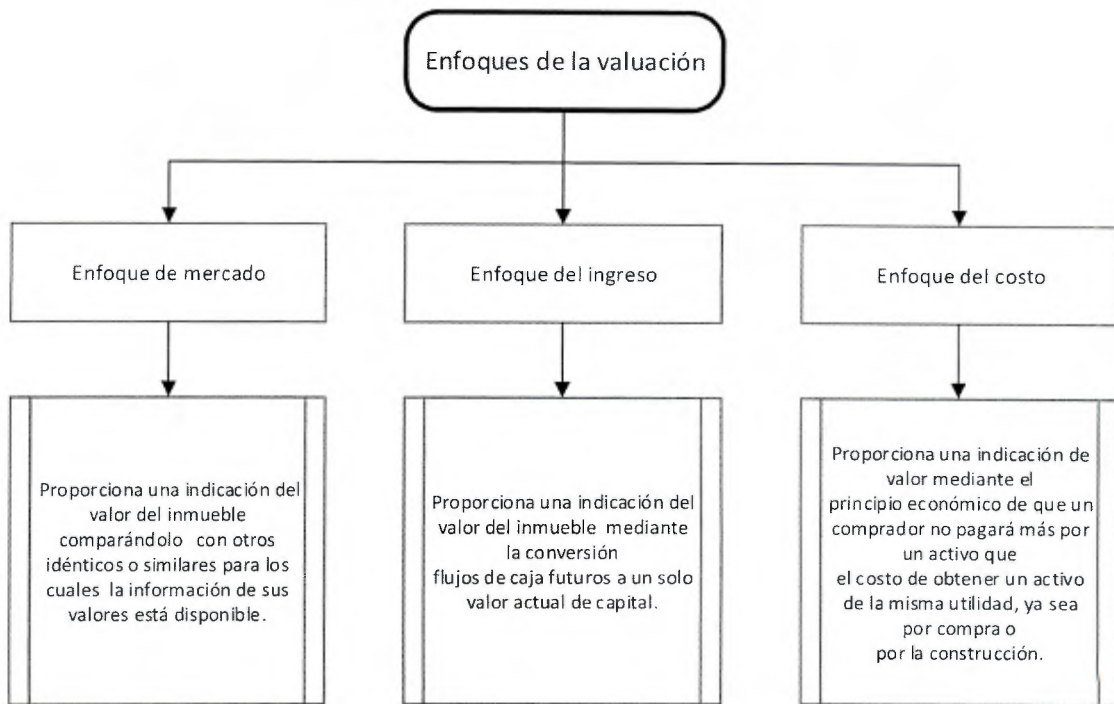 Enfoques de la valuación
Enfoque de mercado
Enfoque del ingreso
Enfoque del costo
Proporciona una indicación del
valor del inmueble
comparándolo con otros
idénticos o similares para los
cuales la información de sus
valores está disponible.
Proporciona una indicación del
valor del inmueble mediante
la conversión
flujos de caja futuros a un solo
valor actual de capital.
Proporciona una indicación de
valor mediante el
principio económico de que un
comprador no pagará más por
un activo que
el costo de obtener un activo
de la misma utilidad, ya sea
por compra o
por la construcción.